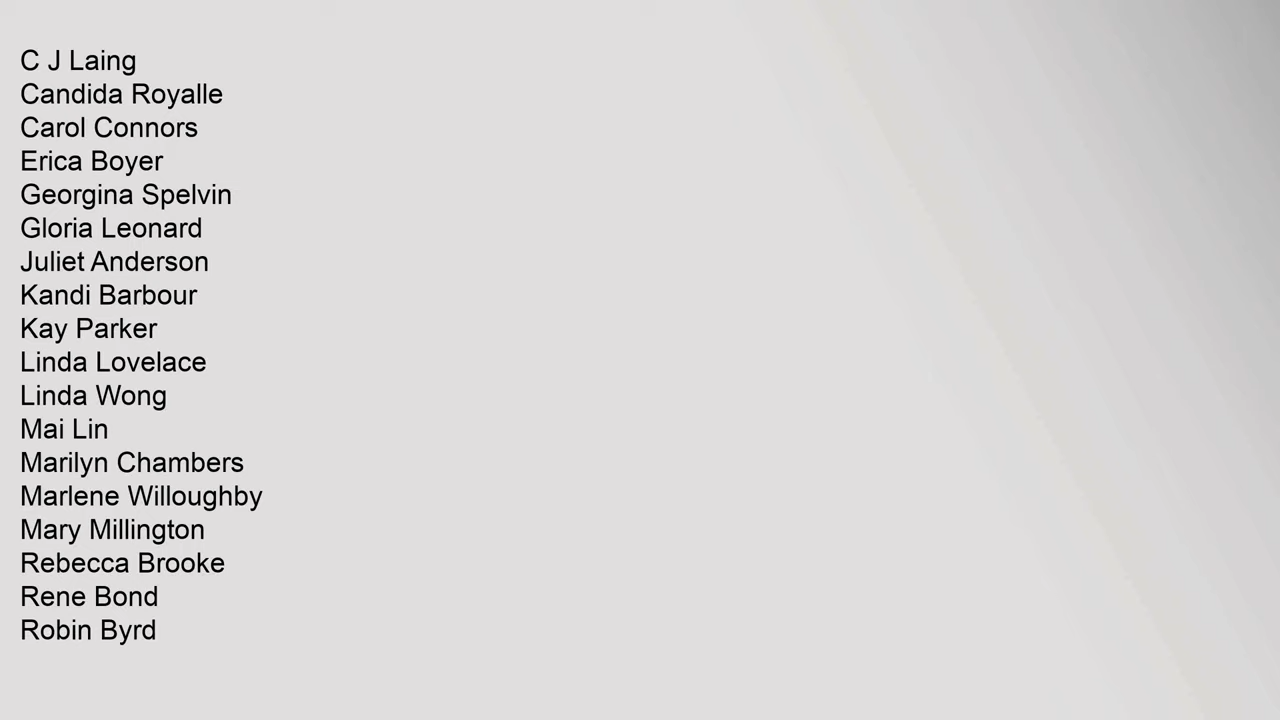 C J Laing
Candida Royalle
Carol Connors
Erica Boyer
Georgina Spelvin
Gloria Leonard
Juliet Anderson
Kandi Barbour
Kay Parker
Linda Lovelace
Linda Wong
Mai Lin
Marilyn Chambers
Marlene Willoughby
Mary Millington
Rebecca Brooke
Rene Bond
Robin Byrd